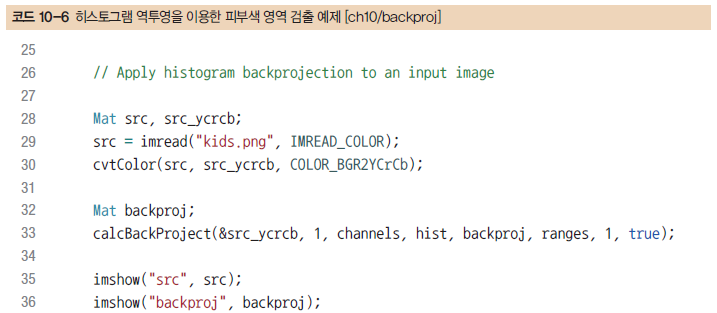 코드 10-6 히스토그램 역투영을 이용한 피부색 영역 검출 예제 [ch10/backproj]
25
26 // Apply histogram backprojection to an input image
27
28 Mat src, src_ycrcb;
29 src = imread("kids.png", IMREAD_COLOR);
30 cvtColor(src, src_ycrcb, COLOR_BGR2YCrCb);
31
32 Mat backproj;
33 calcBackProject(&src_ycrcb, 1, channels, hist, backproj, ranges, 1, true);
34
35 imshow("src", src);
36 imshow("backproj", backproj);